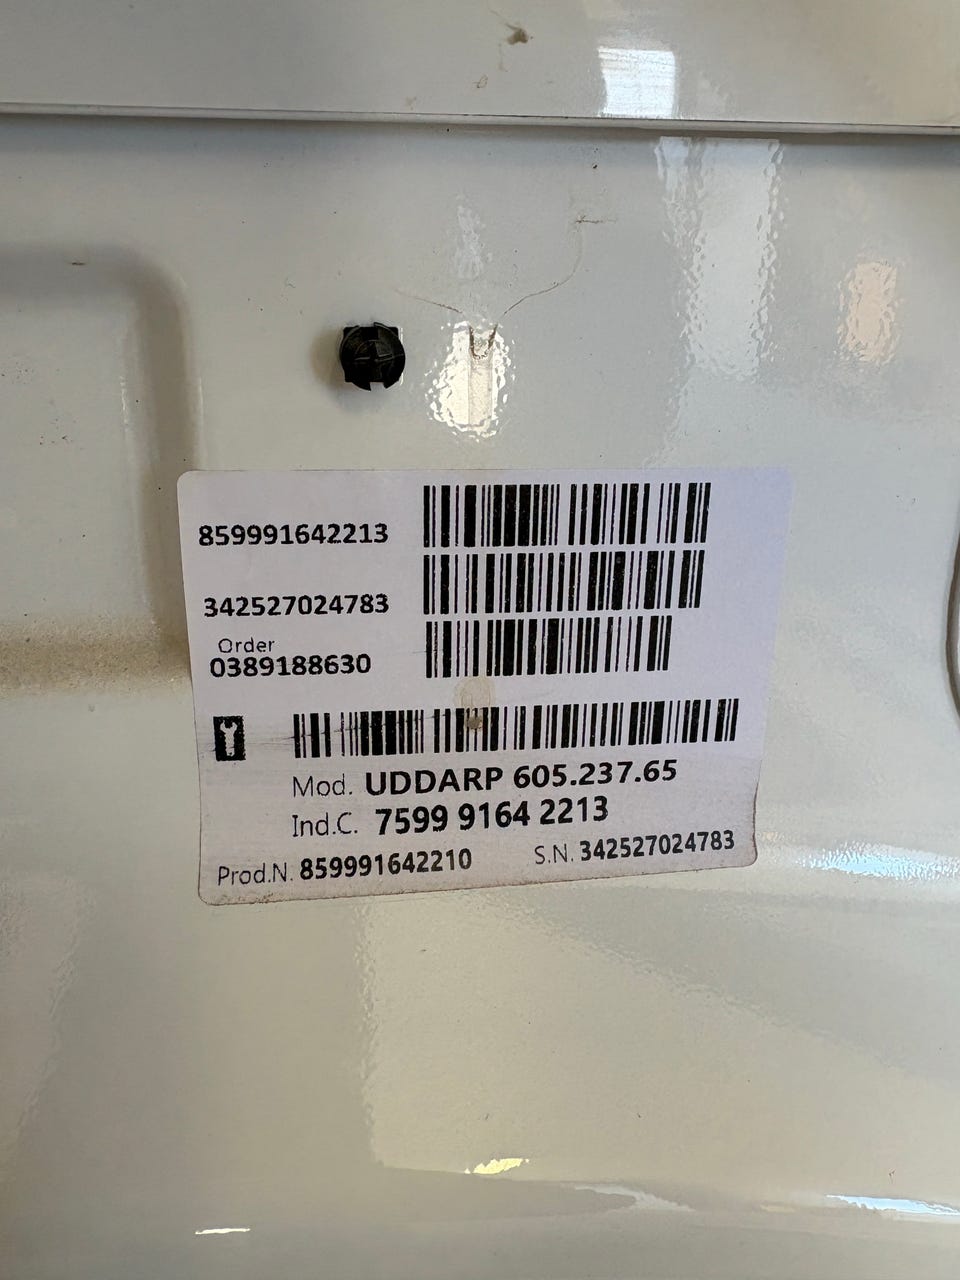 859991642213
342527024783
Order
0389188630
Mod. UDDARP 605.237.65
Ind.C. 7599 9164 2213
Prod.N. 859991642210 S.N. 342527024783